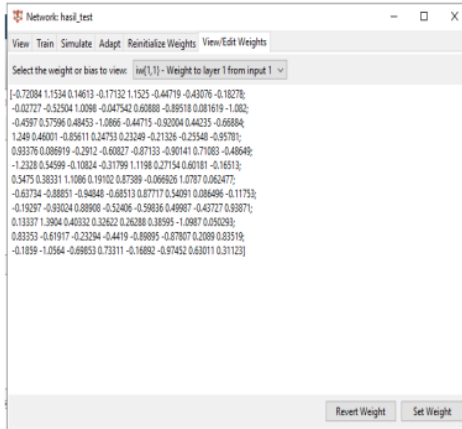 Network: hasil_test
View Train Simulate Adapt Reinitialize Weights View/Edit Weights
Select the weight or bias to view: iw{1,1} - Weight to layer 1 from input 1
[-0.72084 1.1534 0.14613 -0.17132 1.1525 -0.44719 -0.43076 -0.18278;
-0.02727 -0.52504 1.0098 -0.047542 0.60888 -0.89518 0.081619 -1.082;
-0.4597 0.57596 0.48453 -1.0866 -0.44715 -0.92004 0.44235 -0.66884;
1.249 0.46001 -0.85611 0.24753 0.23249 -0.21326 -0.25548 -0.95781;
0.93376 0.086919 -0.2912 -0.60827 -0.87133 -0.90141 0.71083 -0.48649;
-1.2328 0.54599 -0.10824 -0.31799 1.1198 0.27154 0.60181 -0.16513;
0.5475 0.38331 1.1086 0.19102 0.87389 -0.066926 1.0787 0.062477;
-0.63734 -0.88851 -0.94848 -0.68513 0.87717 0.54091 0.086496 -0.11753;
-0.19297 -0.93024 0.88908 -0.52406 -0.59836 0.49987 -0.43727 0.93871;
0.13337 1.3904 0.40332 0.32622 0.26288 0.38595 -1.0987 0.050293;
0.83353 -0.61917 -0.23294 -0.4419 -0.89895 -0.87807 0.2089 0.83519;
-0.1859 -1.0564 -0.69853 0.73311 -0.16892 -0.97452 0.63011 0.31123]
Revert Weight Set Weight